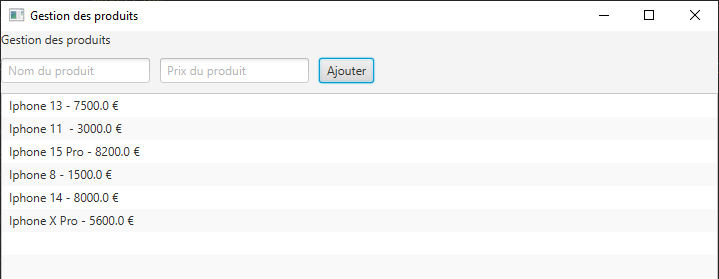 Gestion des produits
Gestion des produits
Nom du produit Prix du produit Ajouter
Iphone 13 - 7500.0 €
Iphone 11  - 3000.0 €
Iphone 15 Pro - 8200.0 €
Iphone 8 - 1500.0 €
Iphone 14 - 8000.0 €
Iphone X Pro - 5600.0 €